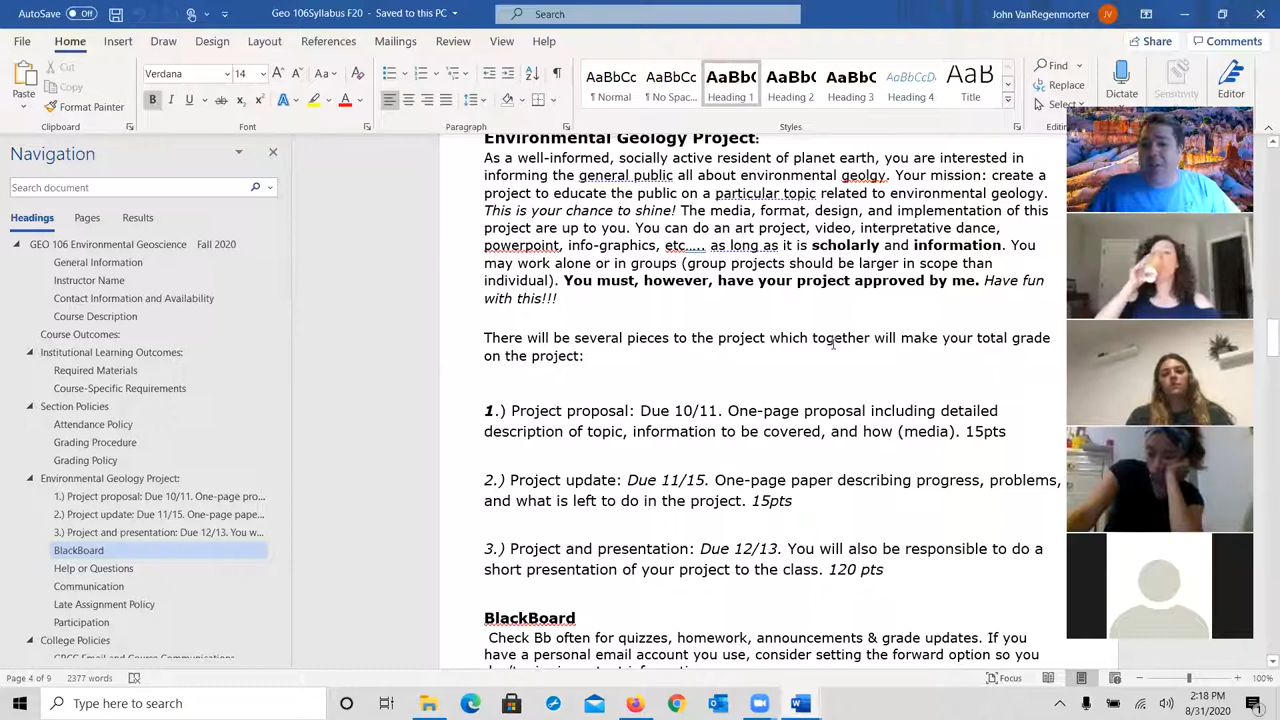 AutoSave
Off
Geo 106Syllabus F20 - Saved to this PC
Search
John VanRegenmorter
JV
File
Home
Insert
Draw
Design
Layout
References
Mailings
Review
View
Help
Share
Comments
Paste
Cut
Copy
Format Painter
Clipboard
Verdana
14
Font
Paragraph
AaBbCc
¶ Normal
AaBbCc
¶ No Spac...
AaBbC
Heading 1
AaBbC
Heading 2
AaBbC
Heading 3
AaBbCcD
Heading 4
AaB
Title
Styles
Find
Replace
Select
Editing
Dictate
Sensitivity
Editor
Navigation
Search document
Headings
Pages
Results
GEO 106 Environmental Geoscience Fall 2020
General Information
Instructor Name
Contact Information and Availability
Course Description
Course Outcomes:
Institutional Learning Outcomes:
Required Materials
Course-Specific Requirements
Section Policies
Attendance Policy
Grading Procedure
Grading Policy
Environmental Geology Project:
1.) Project proposal: Due 10/11. One-page pro...
2.) Project update: Due 11/15. One-page pape...
3.) Project and presentation: Due 12/13. You w...
BlackBoard
Help or Questions
Communication
Late Assignment Policy
Participation
College Policies
Environmental Geology Project:
As a well-informed, socially active resident of planet earth, you are interested in
informing the general public all about environmental geolgy. Your mission: create a
project to educate the public on a particular topic related to environmental geology.
This is your chance to shine! The media, format, design, and implementation of this
project are up to you. You can do an art project, video, interpretative dance,
powerpoint, info-graphics, etc….. as long as it is scholarly and information. You
may work alone or in groups (group projects should be larger in scope than
individual). You must, however, have your project approved by me. Have fun
with this!!!
There will be several pieces to the project which together will make your total grade
on the project:
1.) Project proposal: Due 10/11. One-page proposal including detailed
description of topic, information to be covered, and how (media). 15pts
2.) Project update: Due 11/15. One-page paper describing progress, problems,
and what is left to do in the project. 15pts
3.) Project and presentation: Due 12/13. You will also be responsible to do a
short presentation of your project to the class. 120 pts
BlackBoard
Check Bb often for quizzes, homework, announcements & grade updates. If you
have a personal email account you use, consider setting the forward option so you
Page 4 of 9
2377 words
Focus
100%
Type here to search
2:18 PM
8/31/2020